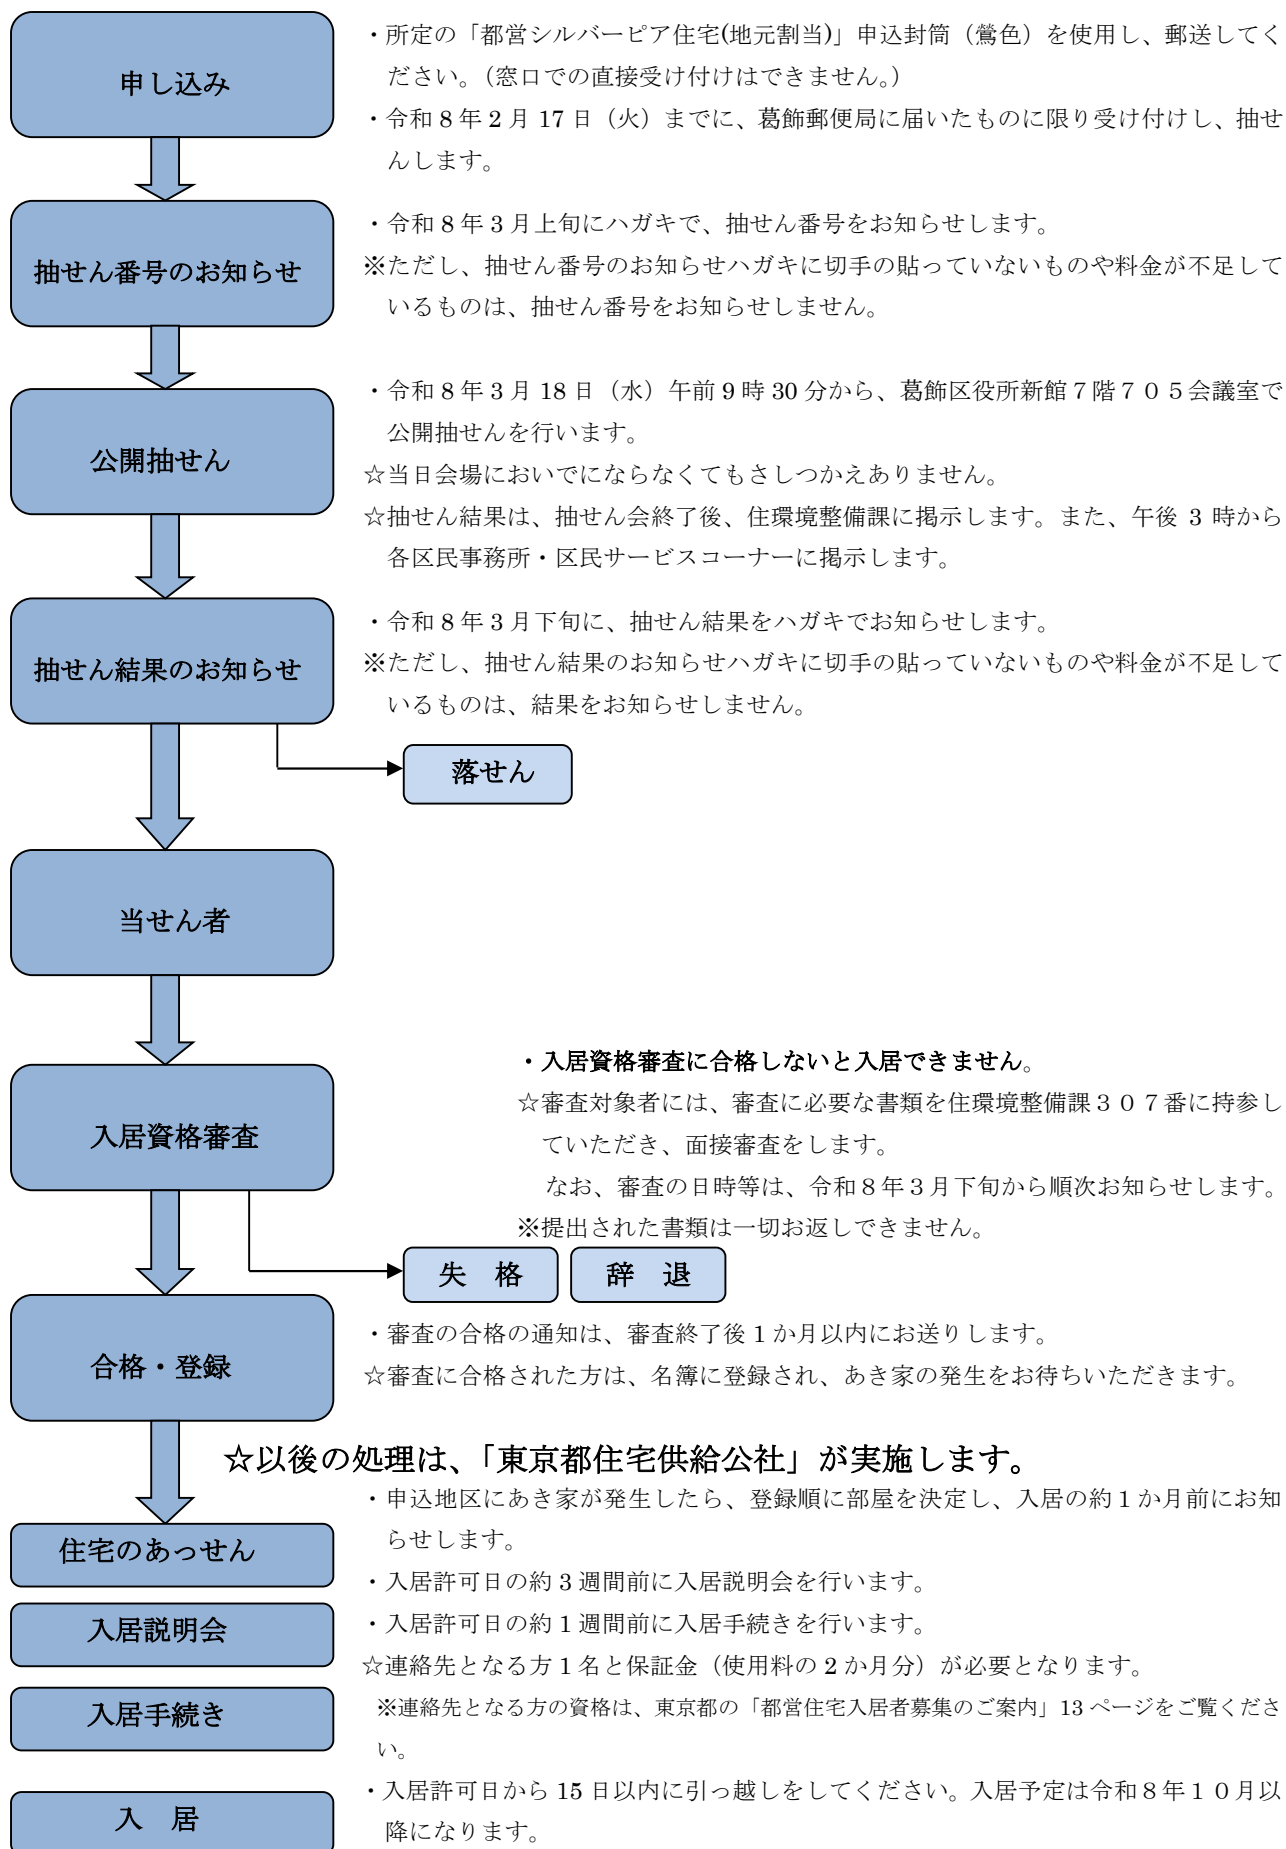 申し込み
・所定の「都営シルバーピア住宅(地元割当)」申込封筒（鶯色）を使用し、郵送してく
ださい。（窓口での直接受け付けはできません。）
・令和 8 年 2 月 17 日（火）までに、葛飾郵便局に届いたものに限り受け付けし、抽せ
んします。
抽せん番号のお知らせ
・令和 8 年 3 月上旬にハガキで、抽せん番号をお知らせします。
※ただし、抽せん番号のお知らせハガキに切手の貼っていないものや料金が不足して
いるものは、抽せん番号をお知らせしません。
公開抽せん
・令和 8 年 3 月 18 日（水）午前 9 時 30 分から、葛飾区役所新館７階７０５会議室で
公開抽せんを行います。
☆当日会場においでにならなくてもさしつかえありません。
☆抽せん結果は、抽せん会終了後、住環境整備課に掲示します。また、午後 3 時から
各区民事務所・区民サービスコーナーに掲示します。
抽せん結果のお知らせ
・令和 8 年 3 月下旬に、抽せん結果をハガキでお知らせします。
※ただし、抽せん結果のお知らせハガキに切手の貼っていないものや料金が不足して
いるものは、結果をお知らせしません。
落せん
当せん者
入居資格審査
・入居資格審査に合格しないと入居できません。
☆審査対象者には、審査に必要な書類を住環境整備課３０７番に持参し
ていただき、面接審査をします。
なお、審査の日時等は、令和８年３月下旬から順次お知らせします。
※提出された書類は一切お返しできません。
失　格
辞　退
合格・登録
・審査の合格の通知は、審査終了後 1 か月以内にお送りします。
☆審査に合格された方は、名簿に登録され、あき家の発生をお待ちいただきます。
☆以後の処理は、「東京都住宅供給公社」が実施します。
住宅のあっせん
・申込地区にあき家が発生したら、登録順に部屋を決定し、入居の約 1 か月前にお知
らせします。
入居説明会
・入居許可日の約 3 週間前に入居説明会を行います。
・入居許可日の約 1 週間前に入居手続きを行います。
☆連絡先となる方 1 名と保証金（使用料の 2 か月分）が必要となります。
入居手続き
※連絡先となる方の資格は、東京都の「都営住宅入居者募集のご案内」13 ページをご覧くださ
い。
入　居
・入居許可日から 15 日以内に引っ越しをしてください。入居予定は令和８年１０月以
降になります。